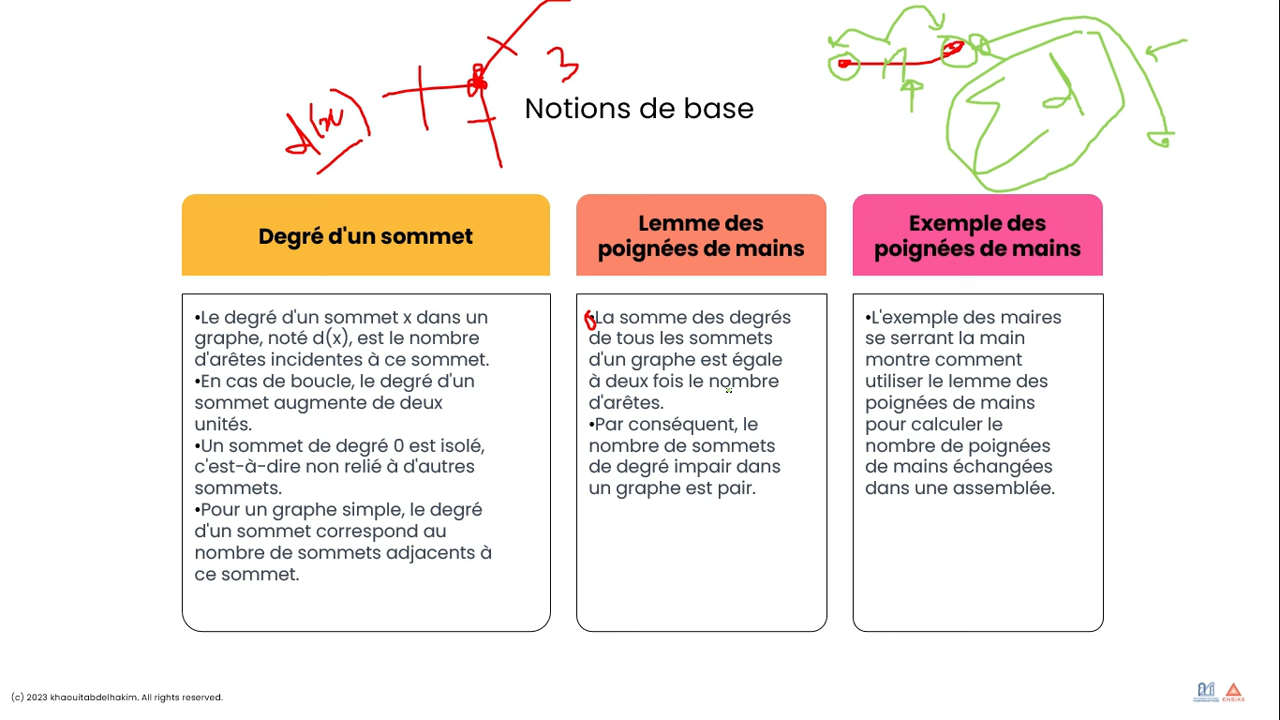 d(x)
3
Notions de base
Degré d'un sommet
•Le degré d'un sommet x dans un
graphe, noté d(x), est le nombre
d'arêtes incidentes à ce sommet.
•En cas de boucle, le degré d'un
sommet augmente de deux
unités.
•Un sommet de degré 0 est isolé,
c'est-à-dire non relié à d'autres
sommets.
•Pour un graphe simple, le degré
d'un sommet correspond au
nombre de sommets adjacents à
ce sommet.
Lemme des
poignées de mains
•La somme des degrés
de tous les sommets
d'un graphe est égale
à deux fois le nombre
d'arêtes.
•Par conséquent, le
nombre de sommets
de degré impair dans
un graphe est pair.
Exemple des
poignées de mains
•L'exemple des maires
se serrant la main
montre comment
utiliser le lemme des
poignées de mains
pour calculer le
nombre de poignées
de mains échangées
dans une assemblée.
(c) 2023 khaouitabdelhakim. All rights reserved.
ENSIAS